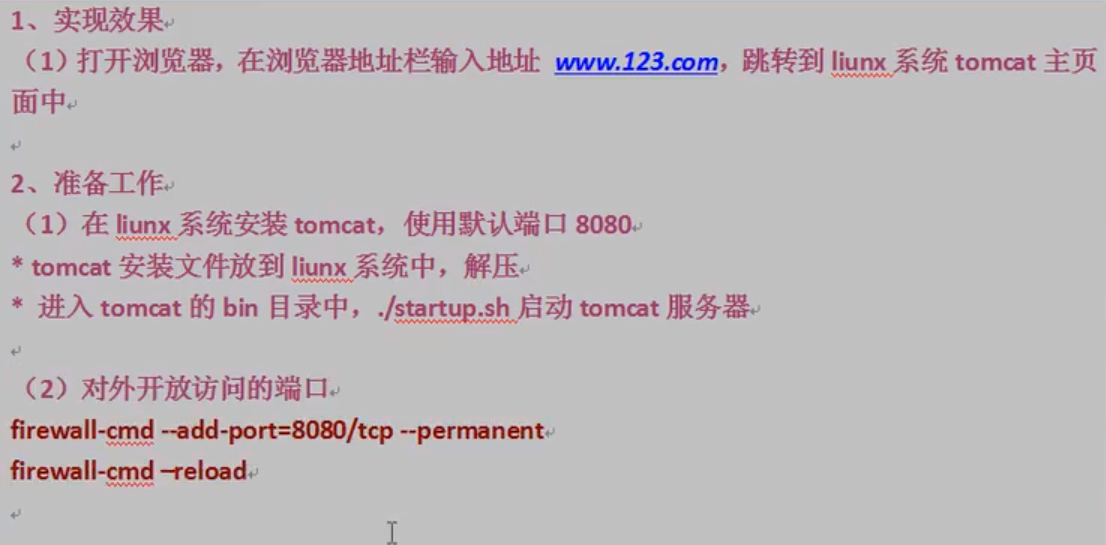 1、实现效果
（1）打开浏览器，在浏览器地址栏输入地址 www.123.com，跳转到 liunx 系统 tomcat 主页
面中
2、准备工作
（1）在 liunx 系统安装 tomcat，使用默认端口 8080
* tomcat 安装文件放到 liunx 系统中，解压
* 进入 tomcat 的 bin 目录中，./startup.sh 启动 tomcat 服务器
（2）对外开放访问的端口
firewall-cmd --add-port=8080/tcp --permanent
firewall-cmd –reload